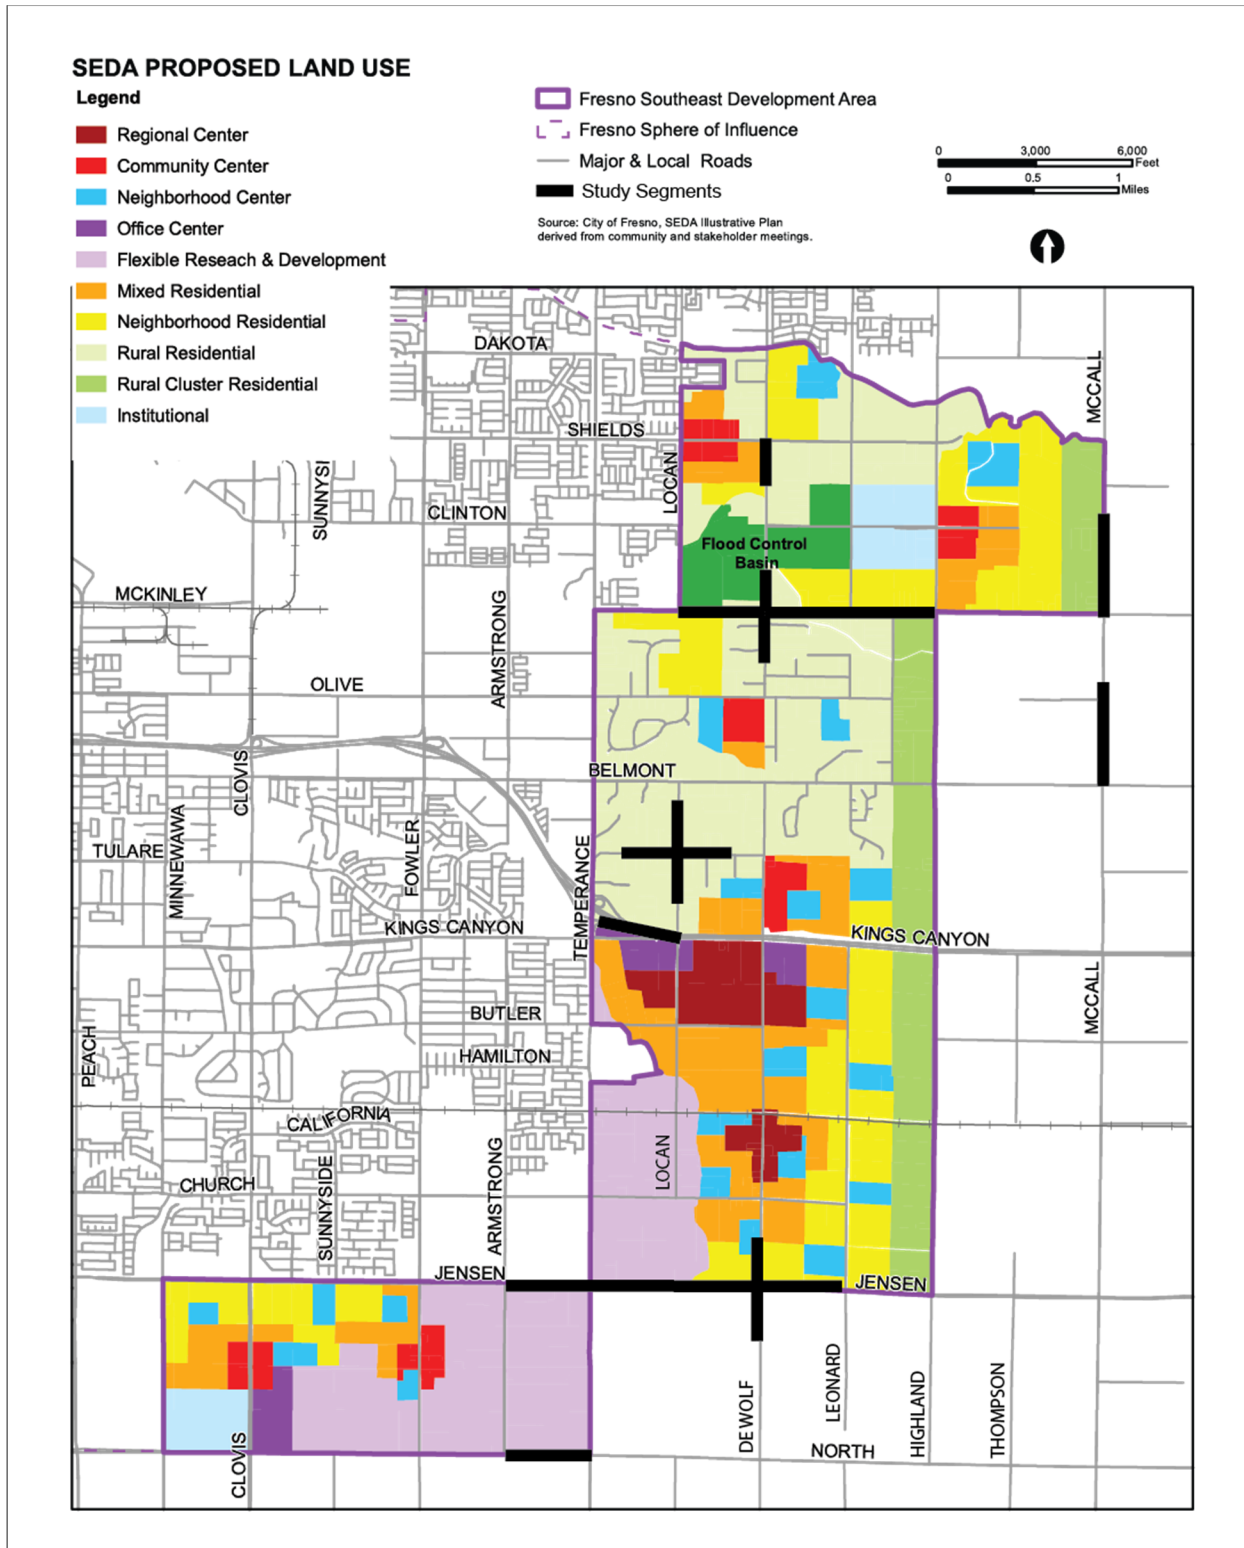 SEDA PROPOSED LAND USE
Legend
Regional Center
Community Center
Neighborhood Center
Office Center
Flexible Reseach & Development
Mixed Residential
Neighborhood Residential
Rural Residential
Rural Cluster Residential
Institutional
Fresno Southeast Development Area
Fresno Sphere of Influence
Major & Local Roads
Study Segments
Source: City of Fresno, SEDA Illustrative Plan
derived from community and stakeholder meetings.
0 3,000 6,000
Feet
0 0.5 1
Miles
DAKOTA
MCCALL
SHIELDS
LOCAN
SUNNYSI
CLINTON
Flood Control
Basin
MCKINLEY
ARMSTRONG
OLIVE
CLOVIS
BELMONT
MINNEWAWA
TULARE
FOWLER
TEMPERANCE
KINGS CANYON
KINGS CANYON
MCCALL
BUTLER
PEACH
HAMILTON
CALIFORNIA
LOCAN
ARMSTRONG
CHURCH
SUNNYSIDE
JENSEN
JENSEN
DEWOLF
LEONARD
HIGHLAND
THOMPSON
CLOVIS
NORTH